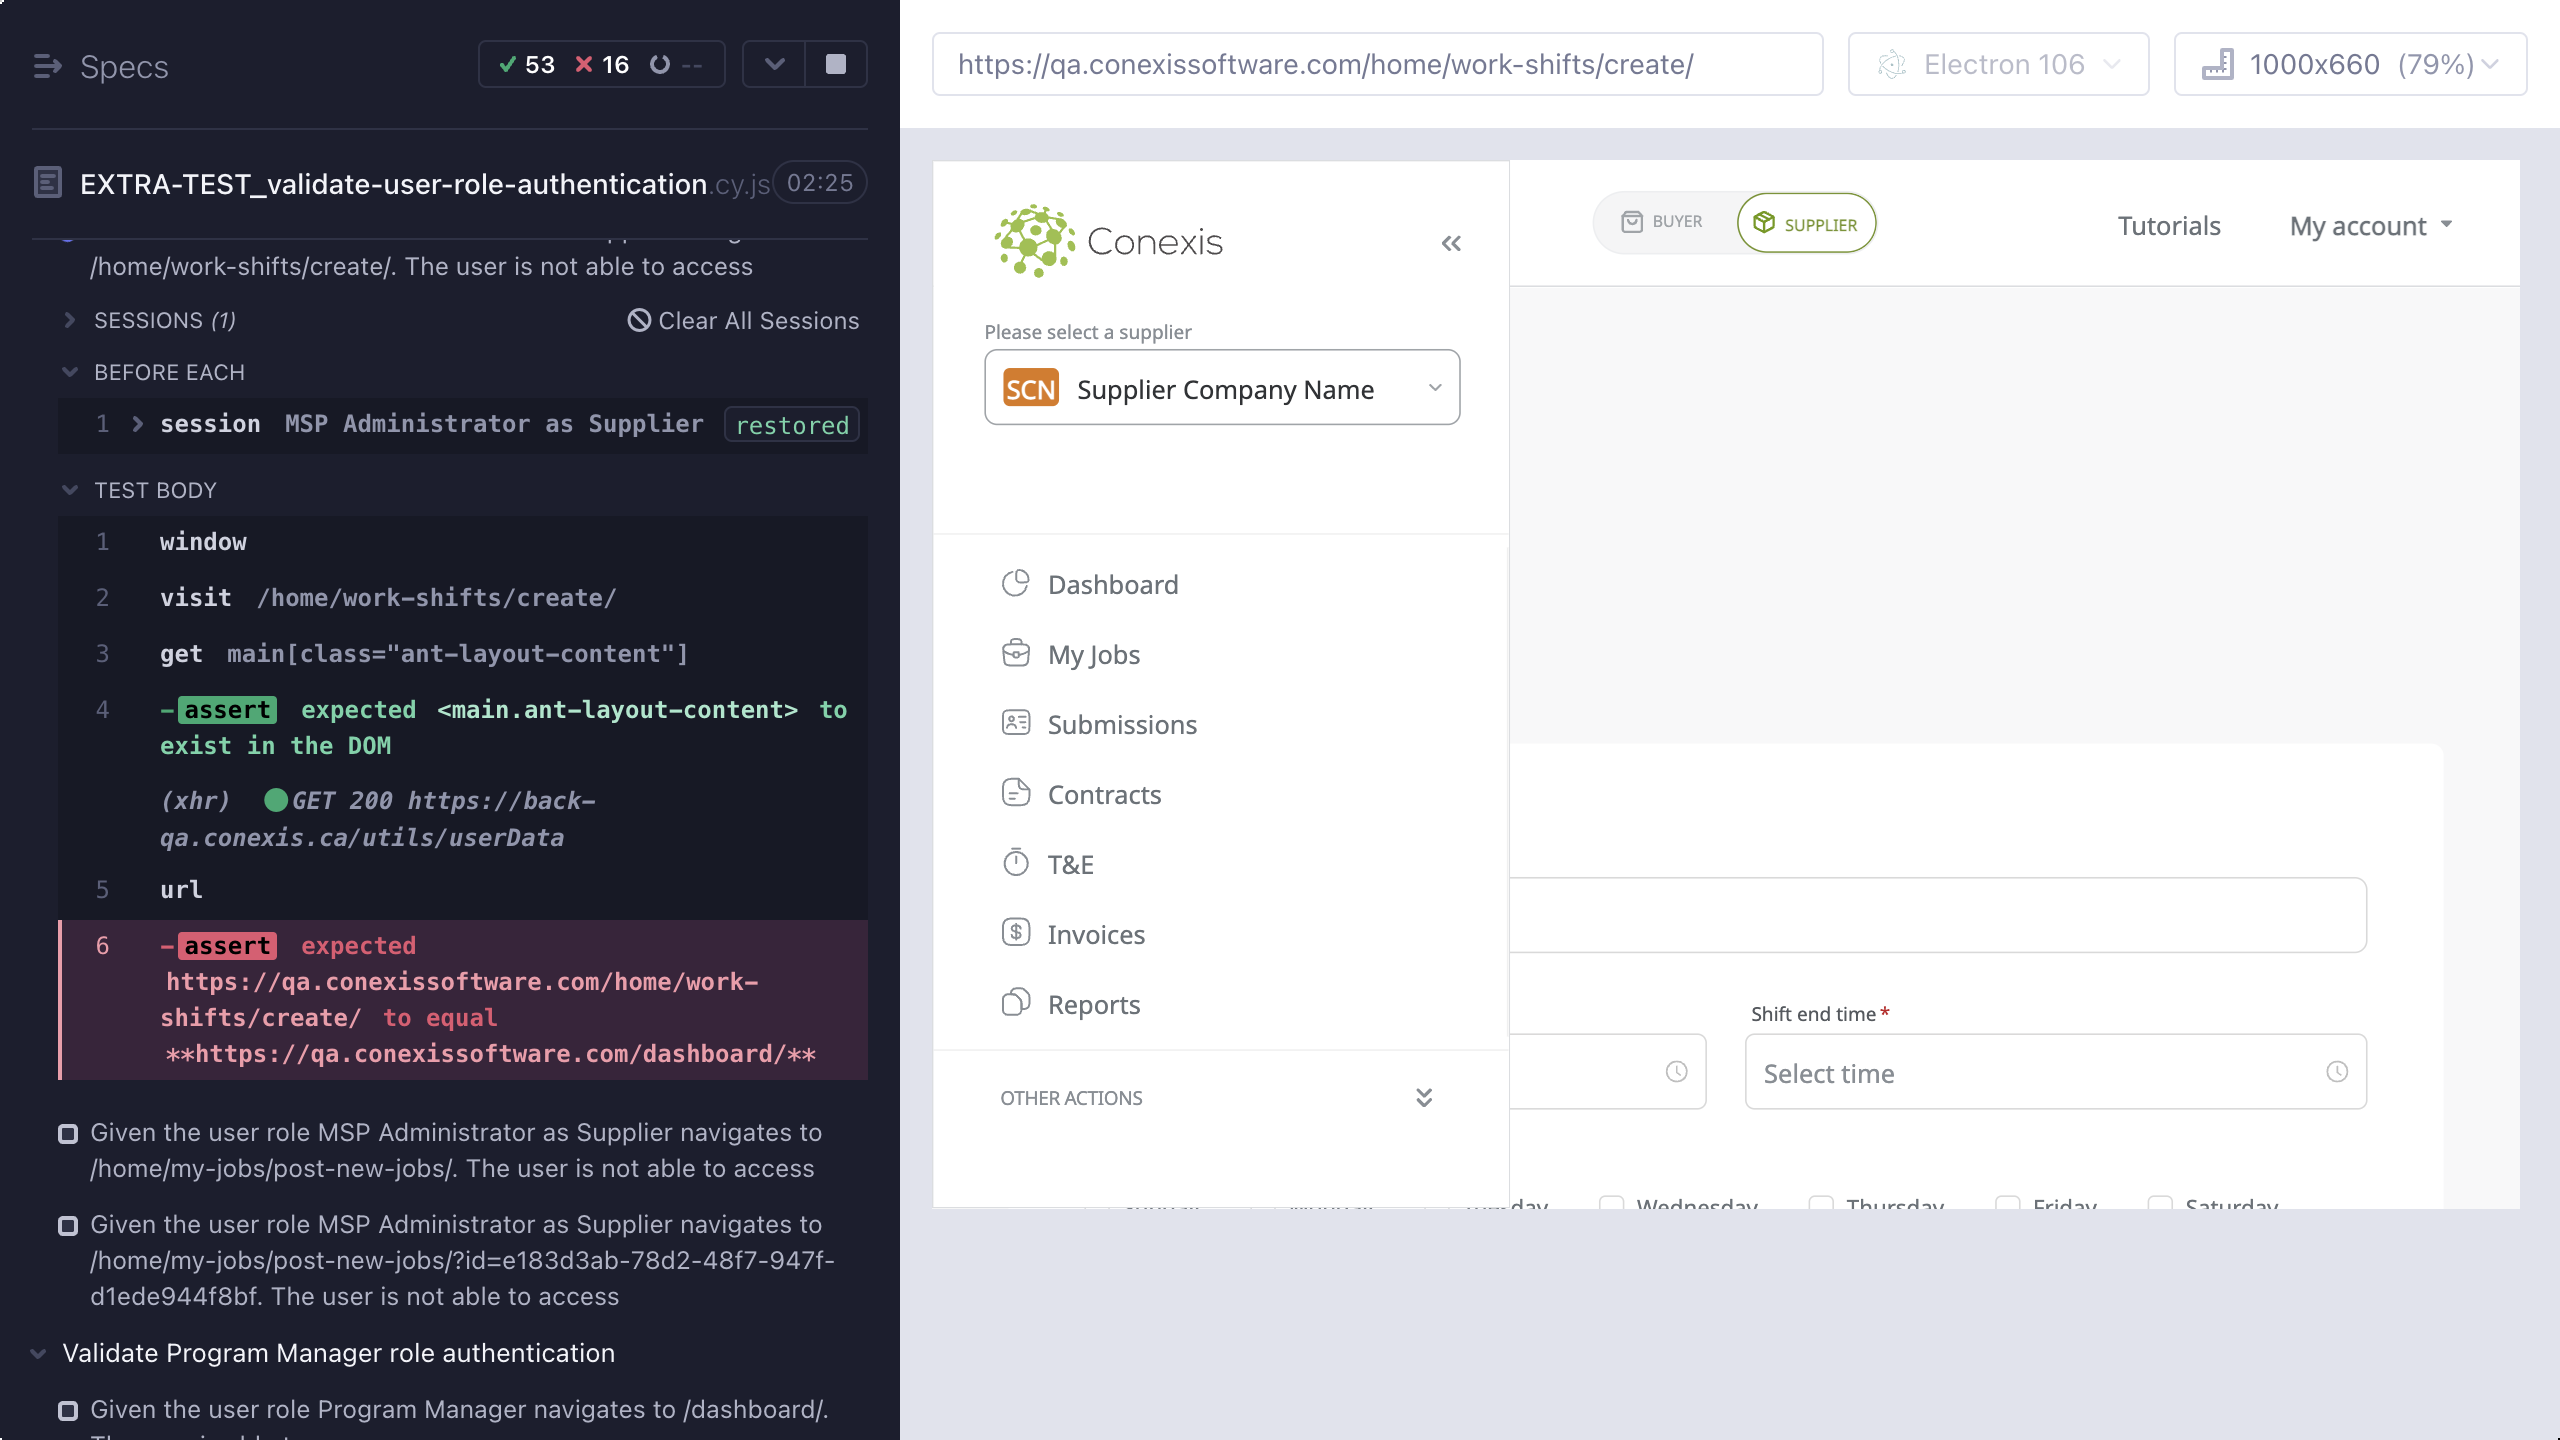 Specs
53 16 --
EXTRA-TEST_validate-user-role-authentication.cy.js 02:25
/home/work-shifts/create/. The user is not able to access
SESSIONS (1) Clear All Sessions
BEFORE EACH
1 session MSP Administrator as Supplier restored
TEST BODY
1 window
2 visit /home/work-shifts/create/
3 get main[class="ant-layout-content"]
4 -assert expected <main.ant-layout-content> to
exist in the DOM
(xhr) GET 200 https://back-
qa.conexis.ca/utils/userData
5 url
6 -assert expected
https://qa.conexissoftware.com/home/work-
shifts/create/ to equal
**https://qa.conexissoftware.com/dashboard/**
Given the user role MSP Administrator as Supplier navigates to
/home/my-jobs/post-new-jobs/. The user is not able to access
Given the user role MSP Administrator as Supplier navigates to
/home/my-jobs/post-new-jobs/?id=e183d3ab-78d2-48f7-947f-
d1ede944f8bf. The user is not able to access
Validate Program Manager role authentication
Given the user role Program Manager navigates to /dashboard/.
https://qa.conexissoftware.com/home/work-shifts/create/
Electron 106
1000x660 (79%)
Conexis
BUYER
SUPPLIER
Tutorials
My account
Please select a supplier
SCN Supplier Company Name
Dashboard
My Jobs
Submissions
Contracts
T&E
Invoices
Reports
OTHER ACTIONS
Shift end time *
Select time
Wednesday
Thursday
Friday
Saturday